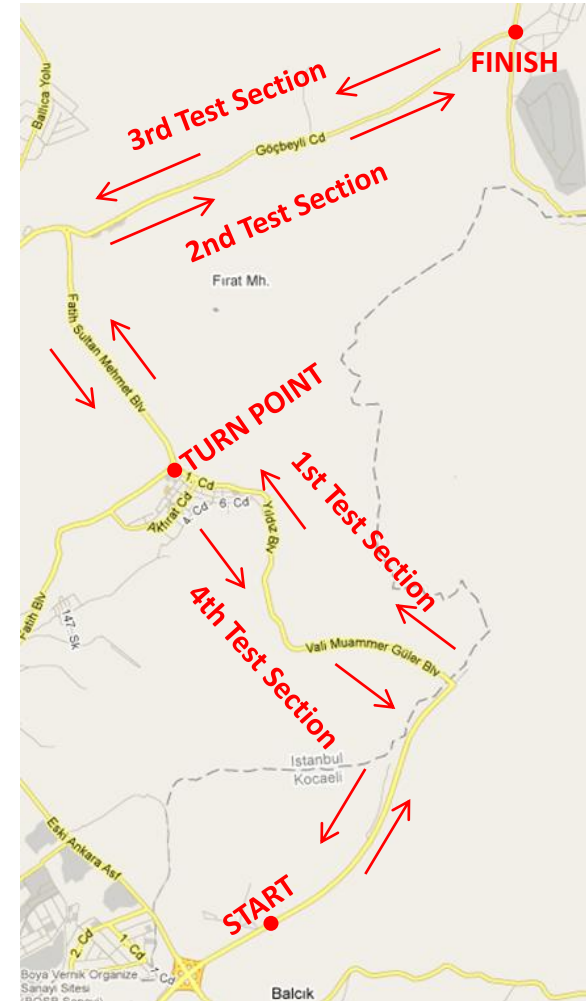 FINISH
Ballıca Yolu
3rd Test Section
Göçbeyli Cd
2nd Test Section
Fırat Mh.
Fatih Sultan Mehmet Blv
TURN POINT
1. Cd
6. Cd
4. Cd
Akfırat Cd
Yıldız Blv
1st Test Section
Fatih Blv
147. Sk
4th Test Section
Vali Muammer Güler Blv
Istanbul
Kocaeli
Eski Ankara Asf
START
2. Cd
1. Cd
Boya Vernik Organize
Sanayi Sitesi
(BOSB Sanayi)
Balcık